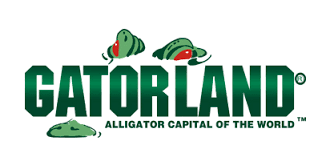 GATORLAND®
ALLIGATOR CAPITAL OF THE WORLD™